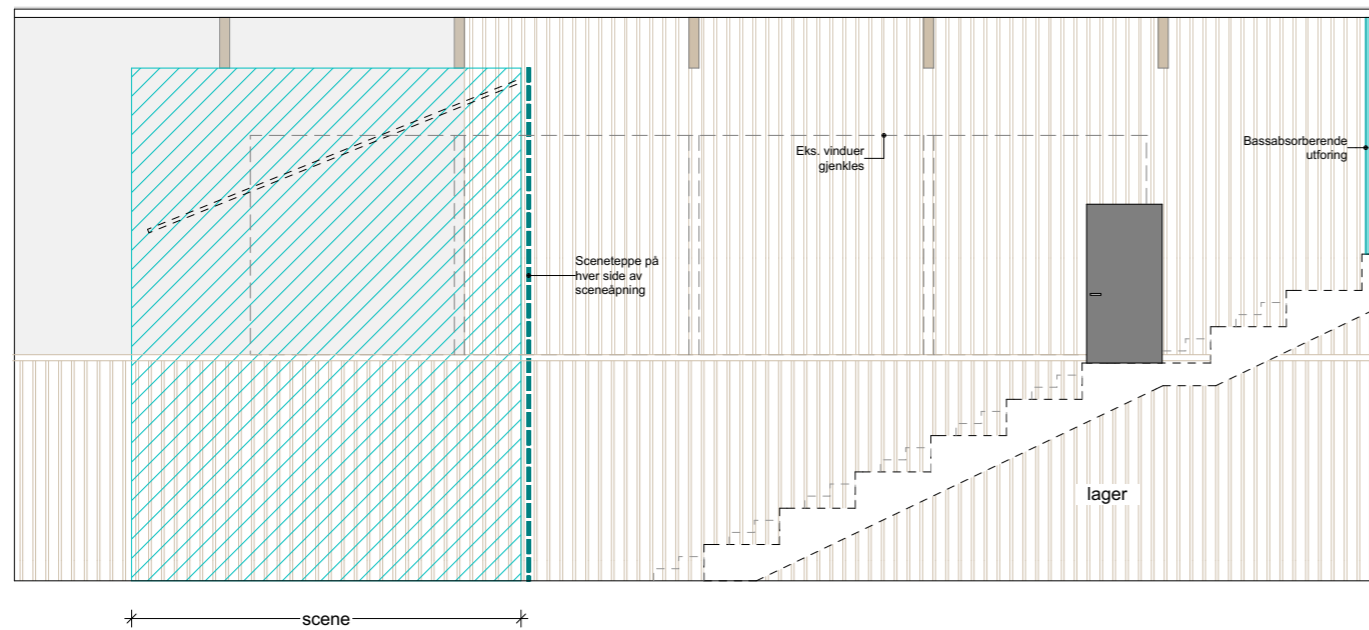 Eks. vinduer
gjenkles
Bassabsorberende
utforing
Sceneteppe på
hver side av
sceneåpning
lager
scene